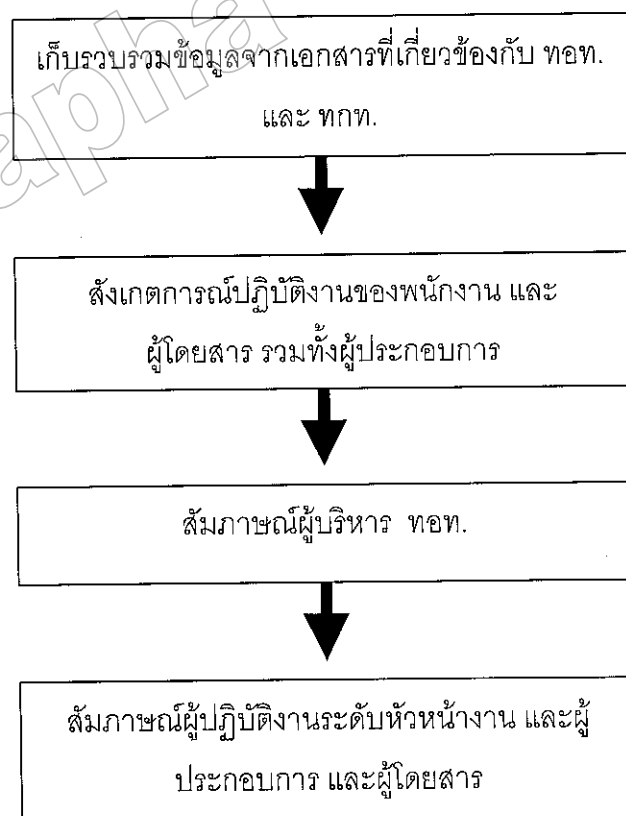 apha
เก็บรวบรวมข้อมูลจากเอกสารที่เกี่ยวข้องกับ ทอท.
และ ทกท.
สังเกตการณ์ปฏิบัติงานของพนักงาน และ
ผู้โดยสาร รวมทั้งผู้ประกอบการ
สัมภาษณ์ผู้บริหาร ทอท.
สัมภาษณ์ผู้ปฏิบัติงานระดับหัวหน้างาน และผู้
ประกอบการ และผู้โดยสาร